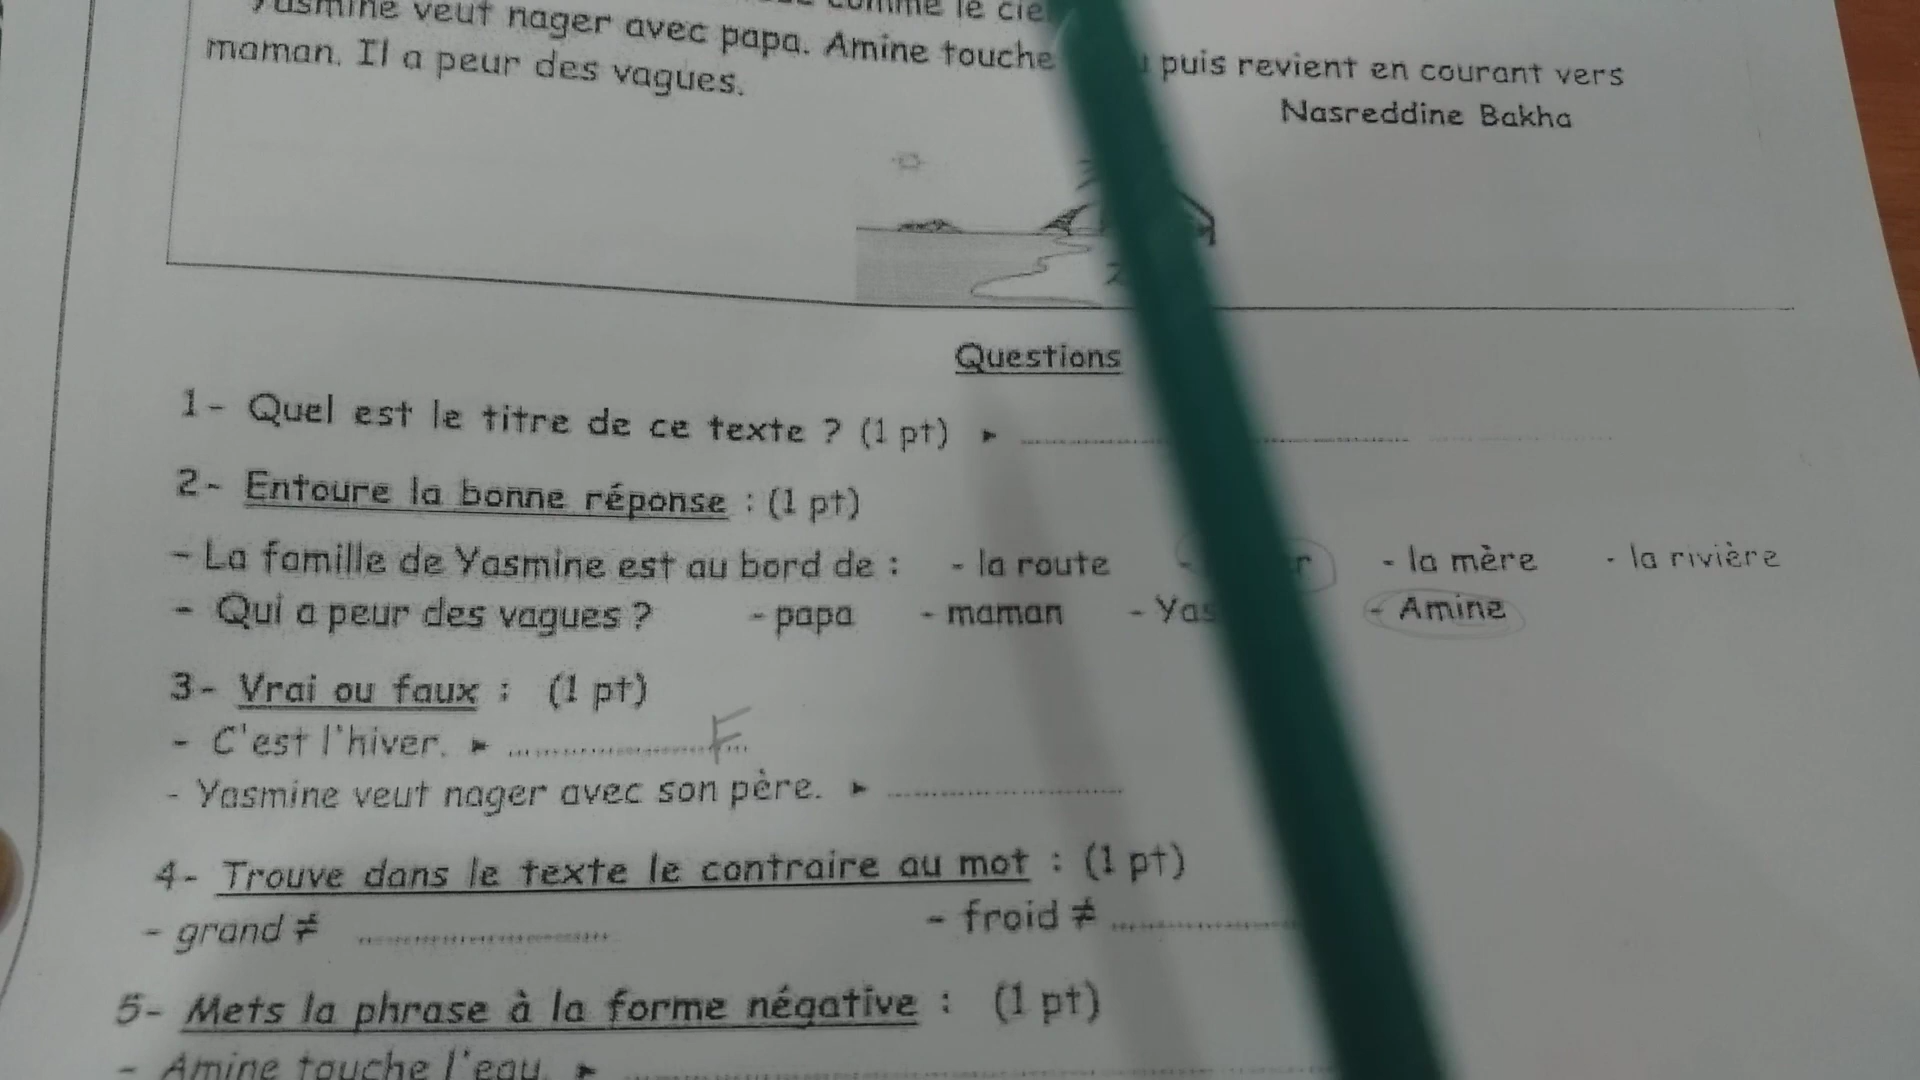 Yasmine veut nager avec papa. Amine touche puis revient en courant vers
maman. Il a peur des vagues.
Nasreddine Bakha
Questions
1- Quel est le titre de ce texte ? (1 pt) ►
2- Entoure la bonne réponse : (1 pt)
- La famille de Yasmine est au bord de : - la route - - la mère - la rivière
- Qui a peur des vagues ? - papa - maman - Amine
3- Vrai ou faux : (1 pt)
- C'est l'hiver. ► F
- Yasmine veut nager avec son père. ►
4- Trouve dans le texte le contraire au mot : (1 pt)
- grand ≠ - froid ≠
5- Mets la phrase à la forme négative : (1 pt)
- Amine touche l'eau. ►